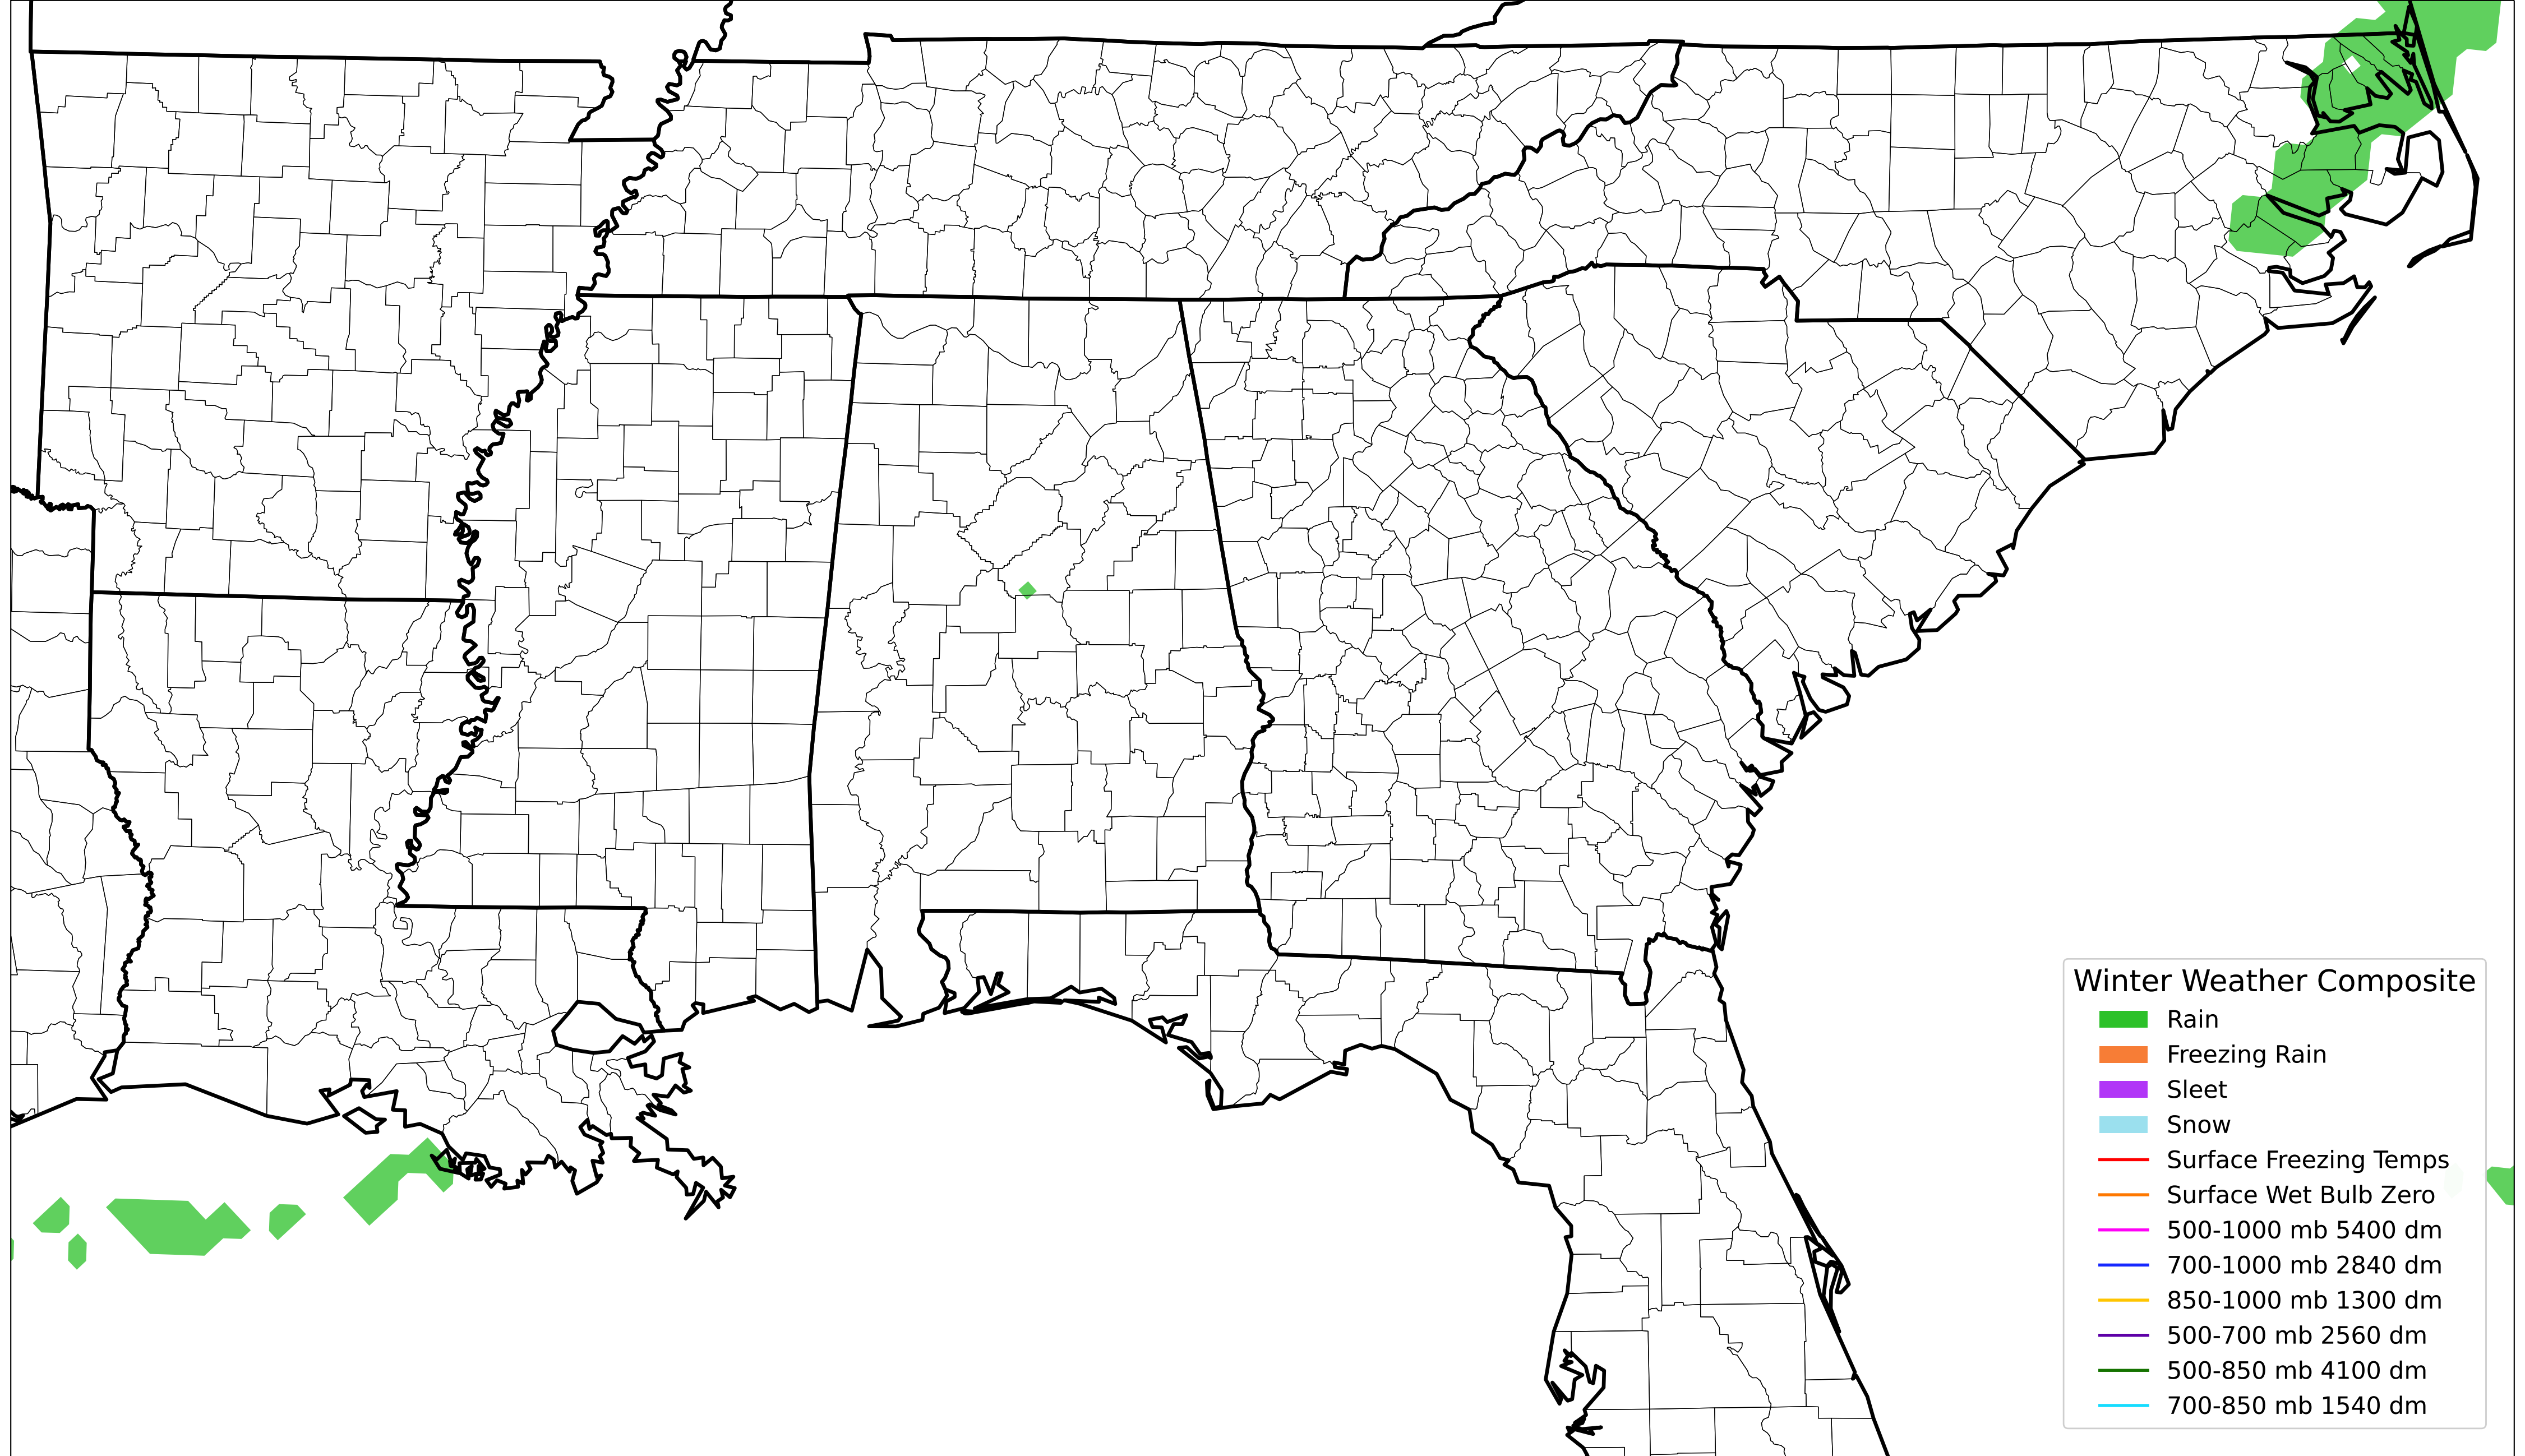 Winter Weather Composite
Rain
Freezing Rain
Sleet
Snow
Surface Freezing Temps
Surface Wet Bulb Zero
500-1000 mb 5400 dm
700-1000 mb 2840 dm
850-1000 mb 1300 dm
500-700 mb 2560 dm
500-850 mb 4100 dm
700-850 mb 1540 dm